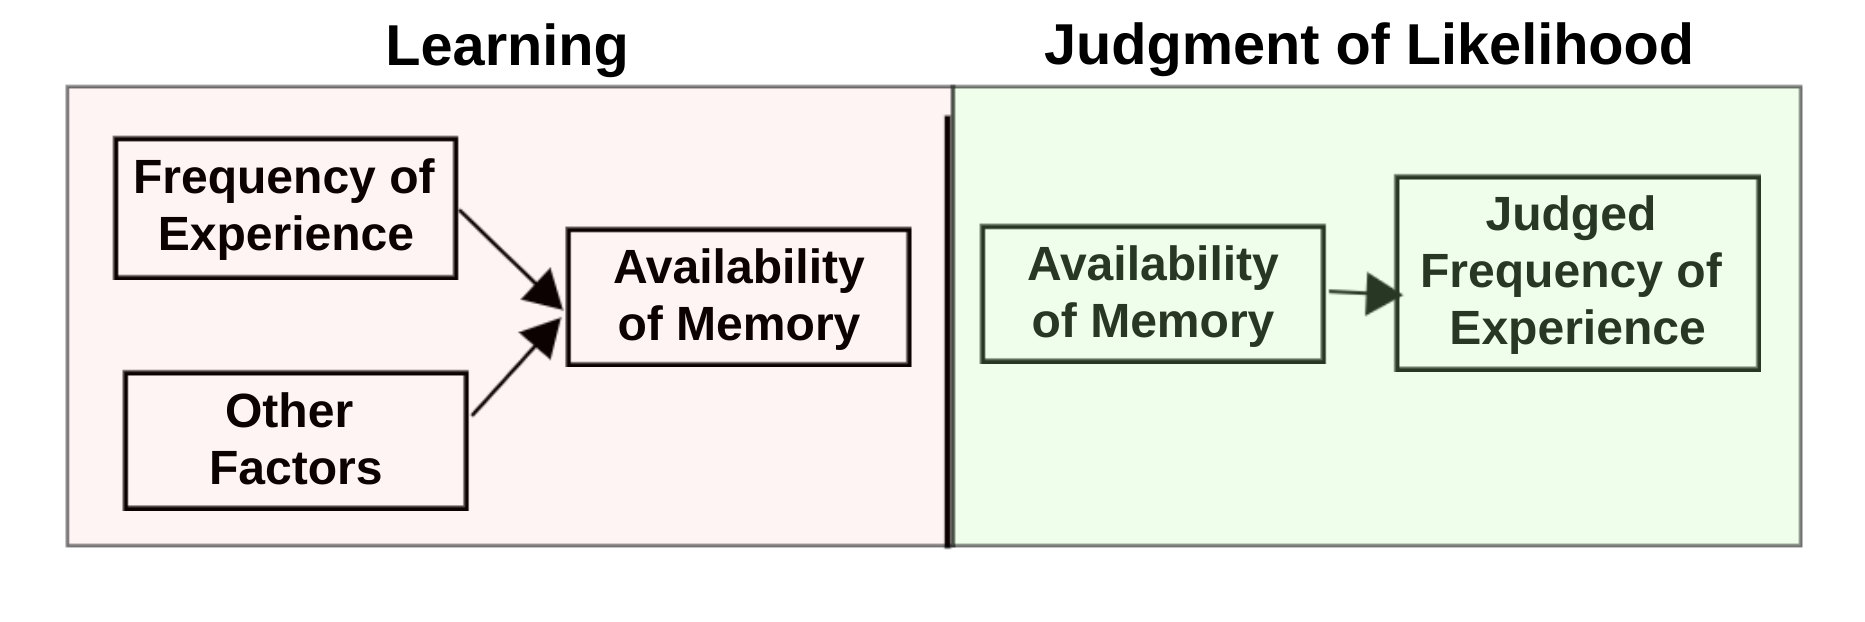 Learning
Frequency of
Experience
Other
Factors
Availability
of Memory
Judgment of Likelihood
Availability
of Memory
Judged
Frequency of
Experience